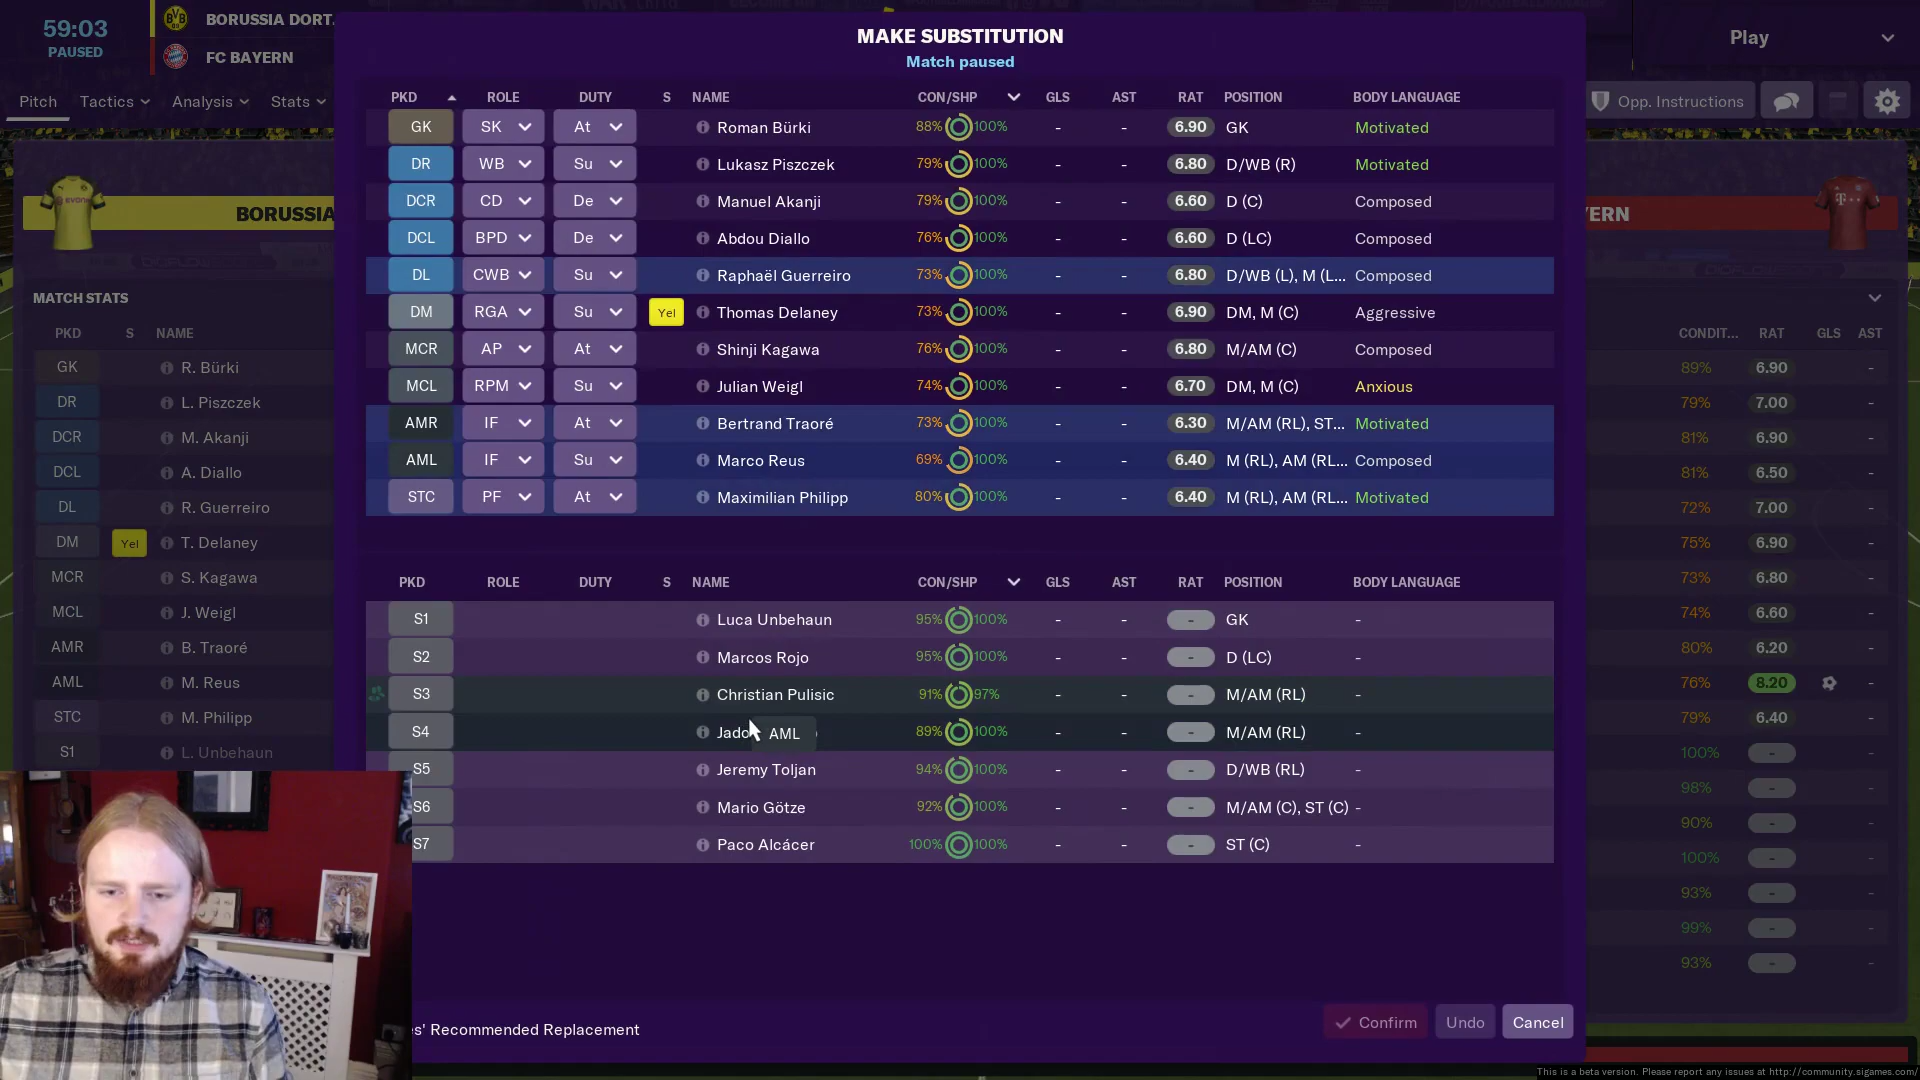 59:03
PAUSED
BORUSSIA DORT.
FC BAYERN
Pitch Tactics Analysis Stats
MAKE SUBSTITUTION
Match paused
Play
Opp. Instructions
PKD ROLE DUTY S NAME CON/SHP GLS AST RAT POSITION BODY LANGUAGE
GK SK At Roman Bürki 88% 100% - - 6.90 GK Motivated
DR WB Su Lukasz Piszczek 79% 100% - - 6.80 D/WB (R) Motivated
DCR CD De Manuel Akanji 79% 100% - - 6.60 D (C) Composed
DCL BPD De Abdou Diallo 76% 100% - - 6.60 D (LC) Composed
DL CWB Su Raphaël Guerreiro 73% 100% - - 6.80 D/WB (L), M (L... Composed
DM RGA Su Yel Thomas Delaney 73% 100% - - 6.90 DM, M (C) Aggressive
MCR AP At Shinji Kagawa 76% 100% - - 6.80 M/AM (C) Composed
MCL RPM Su Julian Weigl 74% 100% - - 6.70 DM, M (C) Anxious
AMR IF At Bertrand Traoré 73% 100% - - 6.30 M/AM (RL), ST... Motivated
AML IF Su Marco Reus 69% 100% - - 6.40 M (RL), AM (RL... Composed
STC PF At Maximilian Philipp 80% 100% - - 6.40 M (RL), AM (RL... Motivated
PKD ROLE DUTY S NAME CON/SHP GLS AST RAT POSITION BODY LANGUAGE
S1 Luca Unbehaun 95% 100% - - - GK -
S2 Marcos Rojo 95% 100% - - - D (LC) -
S3 Christian Pulisic 91% 97% - - - M/AM (RL) -
S4 Jado AML 89% 100% - - - M/AM (RL) -
S5 Jeremy Toljan 94% 100% - - - D/WB (RL) -
S6 Mario Götze 92% 100% - - - M/AM (C), ST (C) -
S7 Paco Alcácer 100% 100% - - - ST (C) -
es' Recommended Replacement
Confirm Undo Cancel
BORUSSIA
MATCH STATS
PKD S NAME
GK R. Bürki
DR L. Piszczek
DCR M. Akanji
DCL A. Diallo
DL R. Guerreiro
DM Yel T. Delaney
MCR S. Kagawa
MCL J. Weigl
AMR B. Traoré
AML M. Reus
STC M. Philipp
S1 L. Unbehaun
YERN
CONDIT... RAT GLS AST
89% 6.90 -
79% 7.00 -
81% 6.90 -
81% 6.50 -
72% 7.00 -
75% 6.90 -
73% 6.80 -
74% 6.60 -
80% 6.20 -
76% 8.20 -
79% 6.40 -
100% - -
98% - -
90% - -
100% - -
93% - -
99% - -
93% - -
This is a beta version. Please report any issues at http://community.sigames.com/